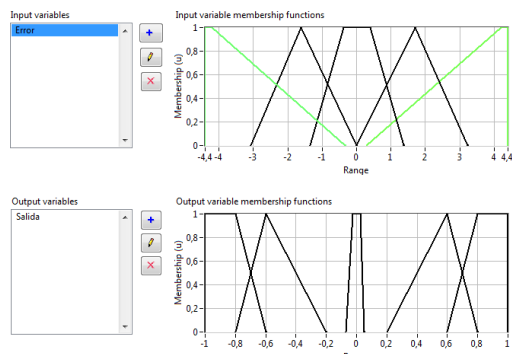 Input variables
Error
Input variable membership functions
Membership (u)
1
0,8
0,6
0,4
0,2
0
-4,4 -4 -3 -2 -1 0 1 2 3 4 4,4
Range
Output variables
Salida
Output variable membership functions
Membership (u)
1
0,8
0,6
0,4
0,2
0
-1 -0,8 -0,6 -0,4 -0,2 0 0,2 0,4 0,6 0,8 1